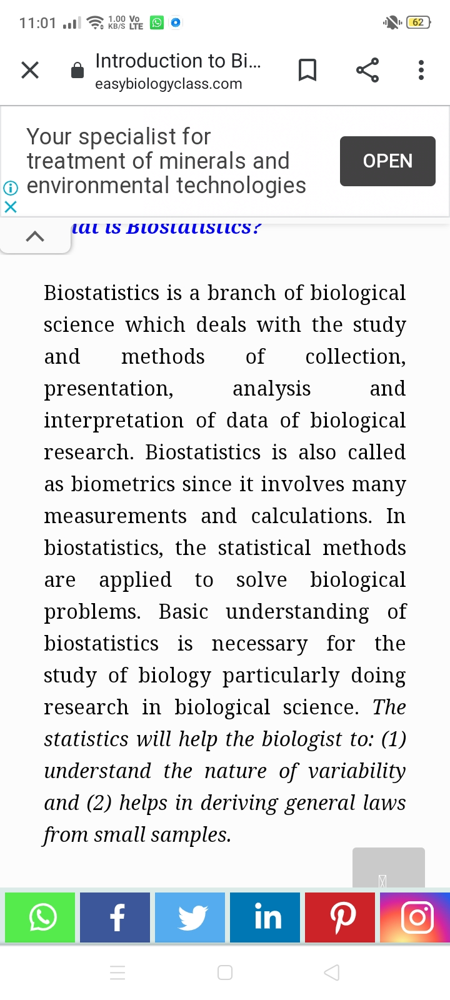 11:01 1.00 KB/S Vo LTE 62
Introduction to Bi...
easybiologyclass.com
Your specialist for
treatment of minerals and
environmental technologies
OPEN
is Biostatistics?
Biostatistics is a branch of biological
science which deals with the study
and methods of collection,
presentation, analysis and
interpretation of data of biological
research. Biostatistics is also called
as biometrics since it involves many
measurements and calculations. In
biostatistics, the statistical methods
are applied to solve biological
problems. Basic understanding of
biostatistics is necessary for the
study of biology particularly doing
research in biological science. The
statistics will help the biologist to: (1)
understand the nature of variability
and (2) helps in deriving general laws
from small samples.